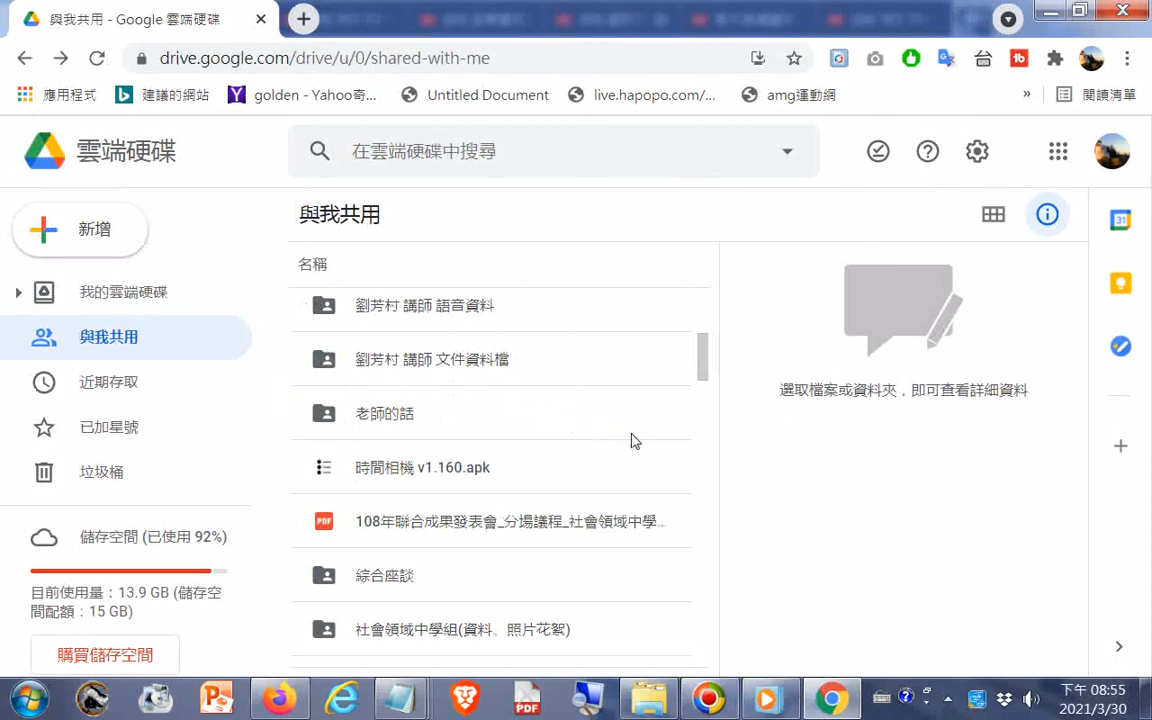 與我共用 - Google 雲端硬碟
drive.google.com/drive/u/0/shared-with-me
應用程式
建議的網站
golden - Yahoo奇...
Untitled Document
live.hapopo.com/...
amg運動網
»
閱讀清單
雲端硬碟
在雲端硬碟中搜尋
新增
與我共用
我的雲端硬碟
與我共用
近期存取
已加星號
垃圾桶
儲存空間 (已使用 92%)
目前使用量：13.9 GB (儲存空
間配額：15 GB)
購買儲存空間
名稱
劉芳村 講師 語音資料
劉芳村 講師 文件資料檔
老師的話
時間相機 v1.160.apk
PDF
108年聯合成果發表會_分場議程_社會領域中學...
綜合座談
社會領域中學組(資料、照片花絮)
選取檔案或資料夾，即可查看詳細資料
31
下午 08:55
2021/3/30